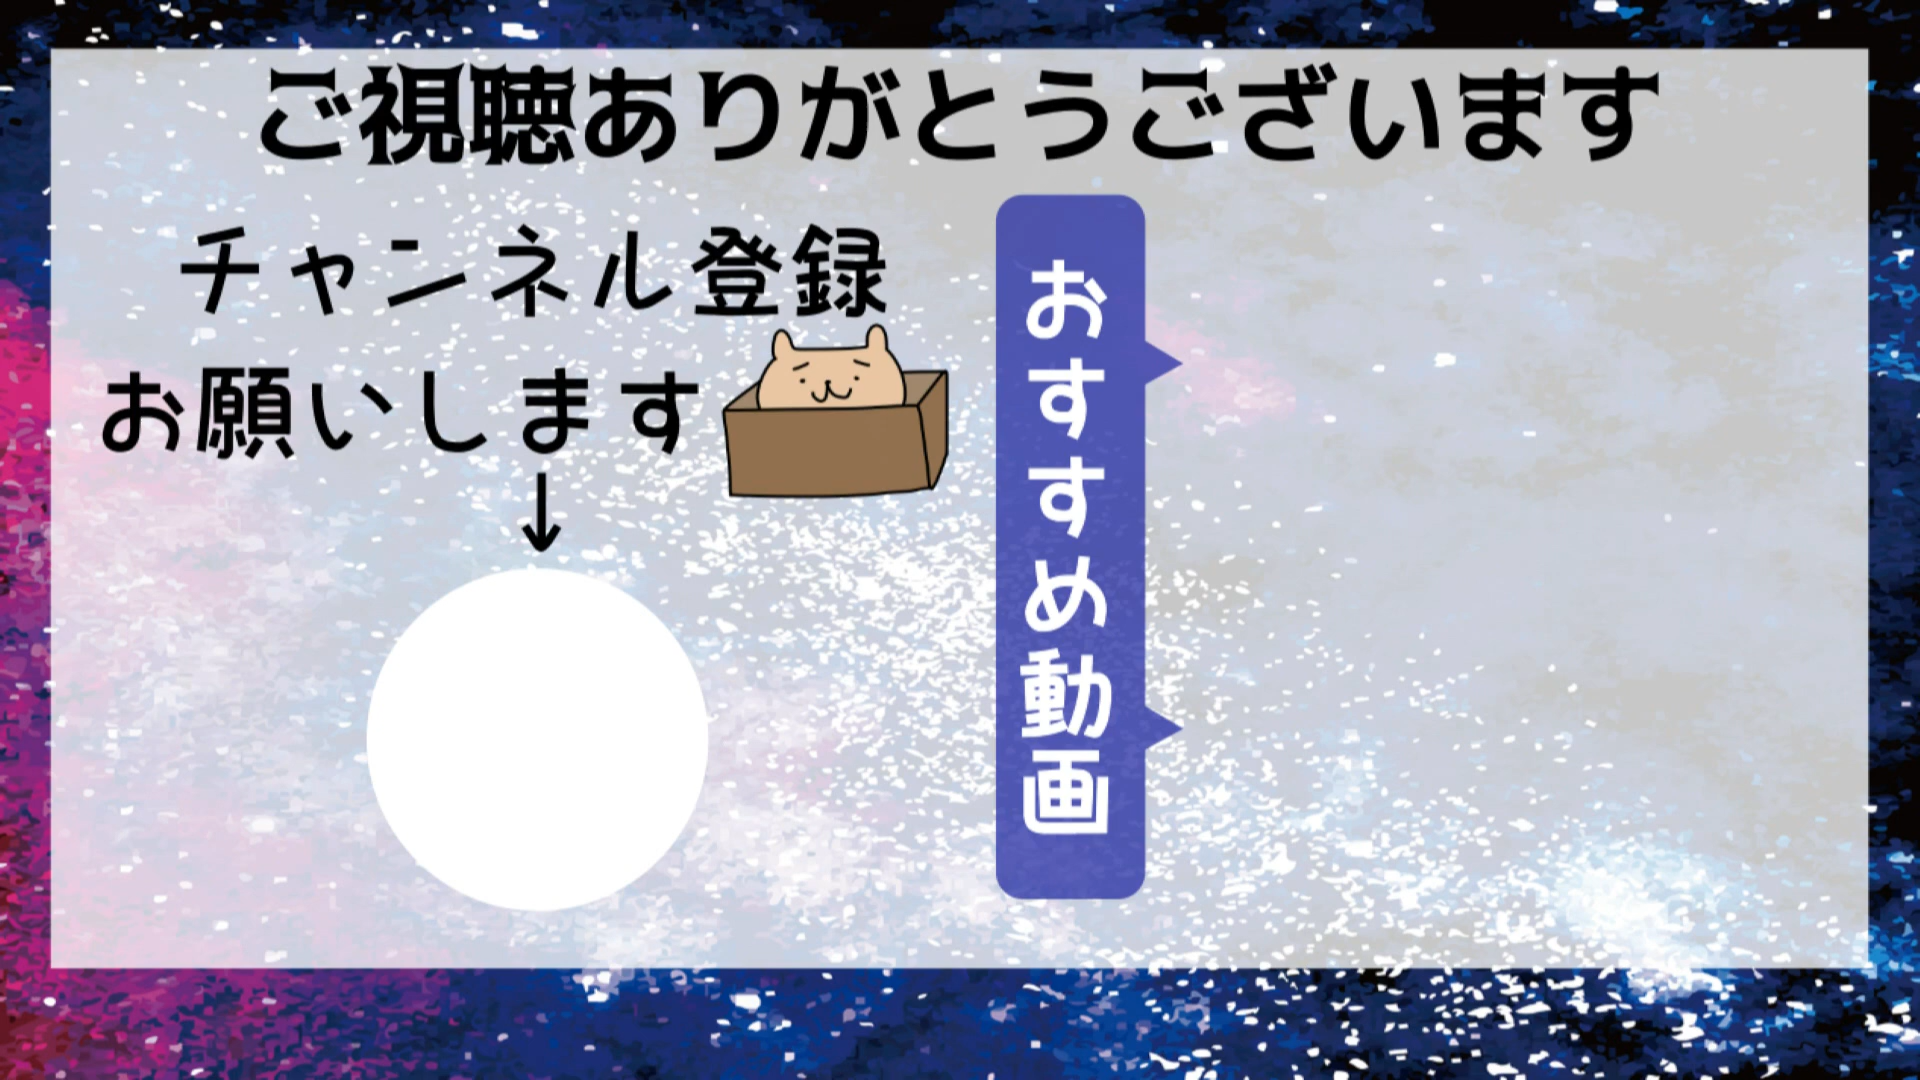 ご視聴ありがとうございます
チャンネル登録
お願いします
↓
おすすめ動画